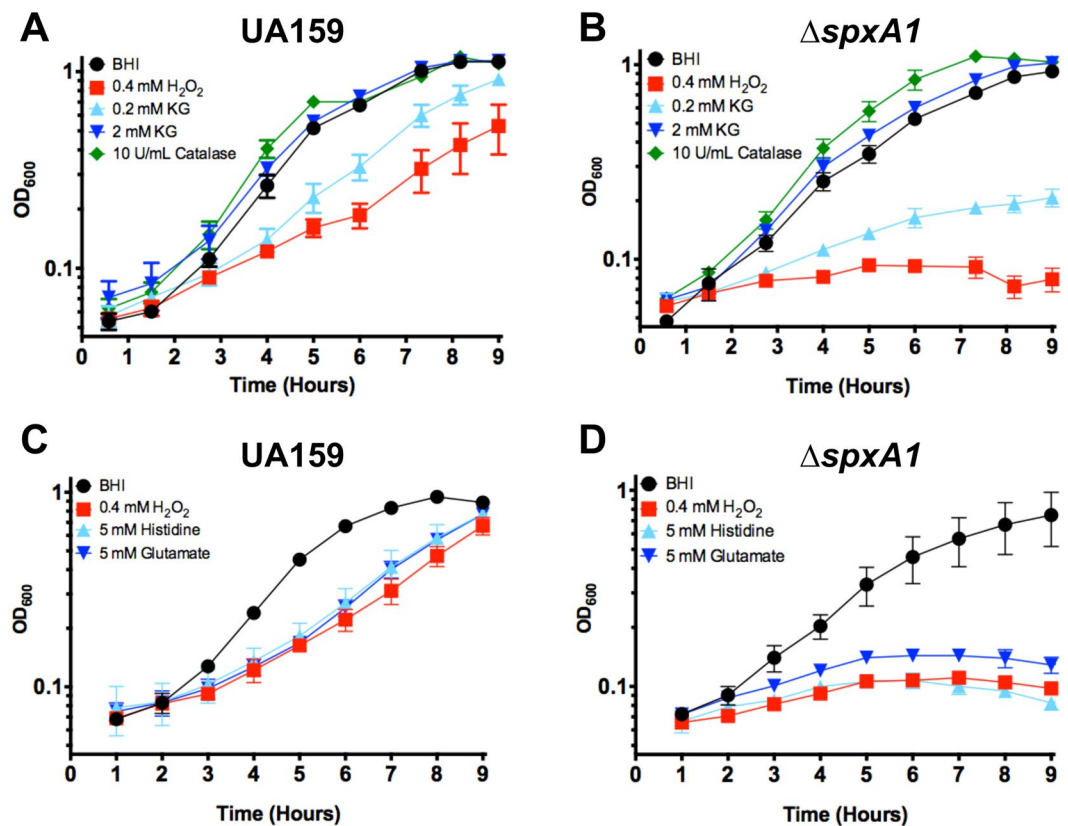 A
UA159
BHI
0.4 mM H₂O₂
0.2 mM KG
2 mM KG
10 U/mL Catalase
OD₆₀₀
1
0.1
0 1 2 3 4 5 6 7 8 9
Time (Hours)
B
ΔspxA1
BHI
0.4 mM H₂O₂
0.2 mM KG
2 mM KG
10 U/mL Catalase
OD₆₀₀
1
0.1
0 1 2 3 4 5 6 7 8 9
Time (Hours)
C
UA159
BHI
0.4 mM H₂O₂
5 mM Histidine
5 mM Glutamate
OD₆₀₀
1
0.1
0 1 2 3 4 5 6 7 8 9
Time (Hours)
D
ΔspxA1
BHI
0.4 mM H₂O₂
5 mM Histidine
5 mM Glutamate
OD₆₀₀
1
0.1
0 1 2 3 4 5 6 7 8 9
Time (Hours)